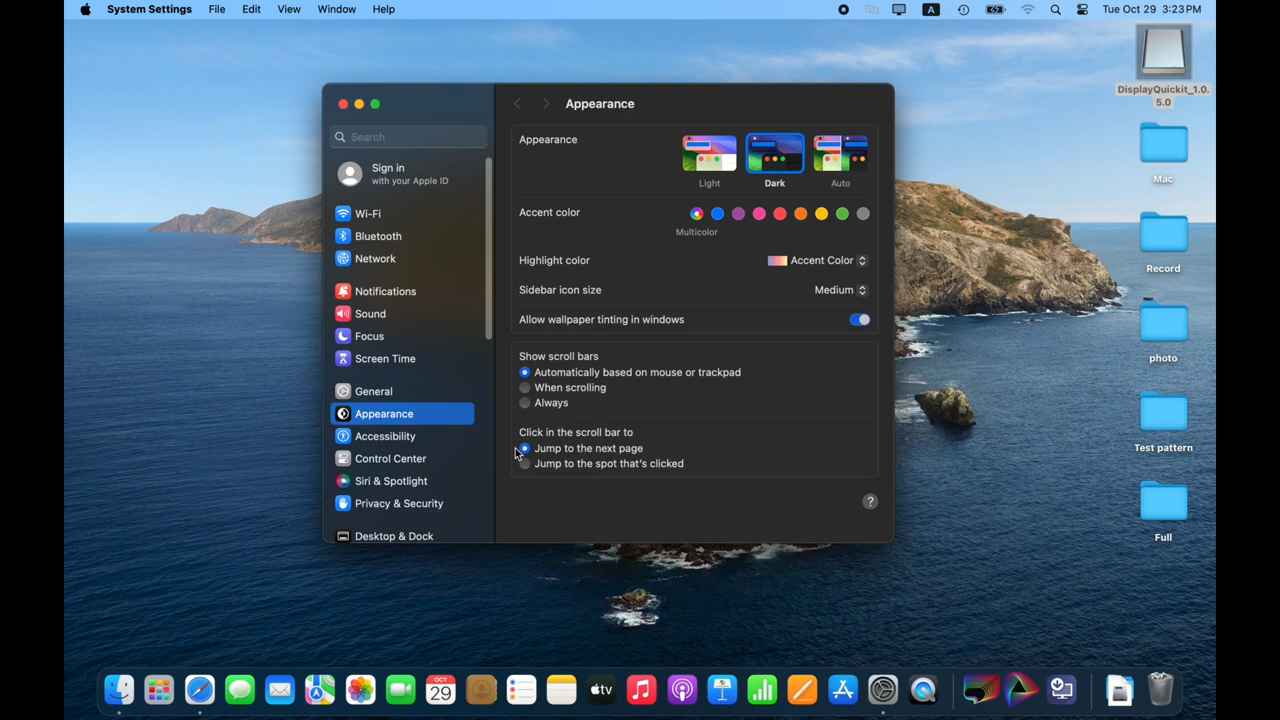 System Settings File Edit View Window Help A Tue Oct 29 3:23 PM
DisplayQuickit_1.0.
5.0
Mac
Record
photo
Test pattern
Full
Search
Sign in
with your Apple ID
Wi-Fi
Bluetooth
Network
Notifications
Sound
Focus
Screen Time
General
Appearance
Accessibility
Control Center
Siri & Spotlight
Privacy & Security
Desktop & Dock
Appearance
Appearance
Light Dark Auto
Accent color
Multicolor
Highlight color Accent Color
Sidebar icon size Medium
Allow wallpaper tinting in windows
Show scroll bars
Automatically based on mouse or trackpad
When scrolling
Always
Click in the scroll bar to
Jump to the next page
Jump to the spot that's clicked
?
OCT
29
tv